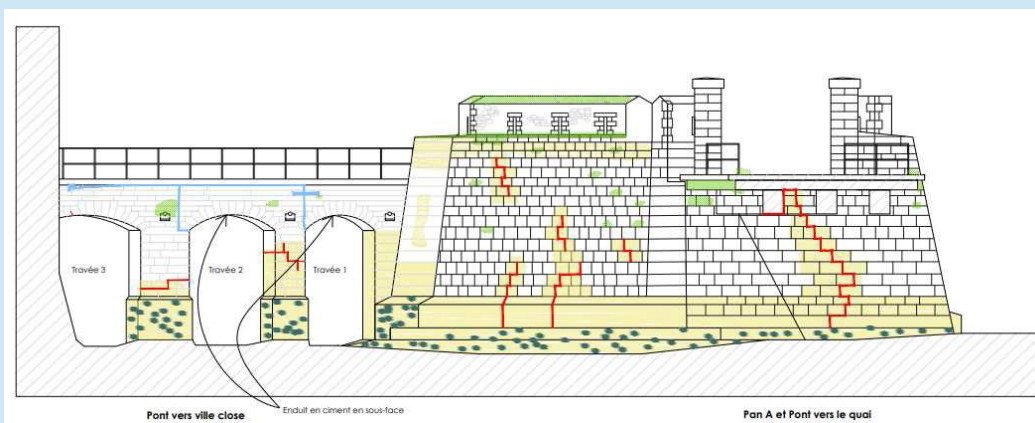 Travée 3
Travée 2
Travée 1
Pont vers ville close
Enduit en ciment en sous-face
Pan A et Pont vers le quai